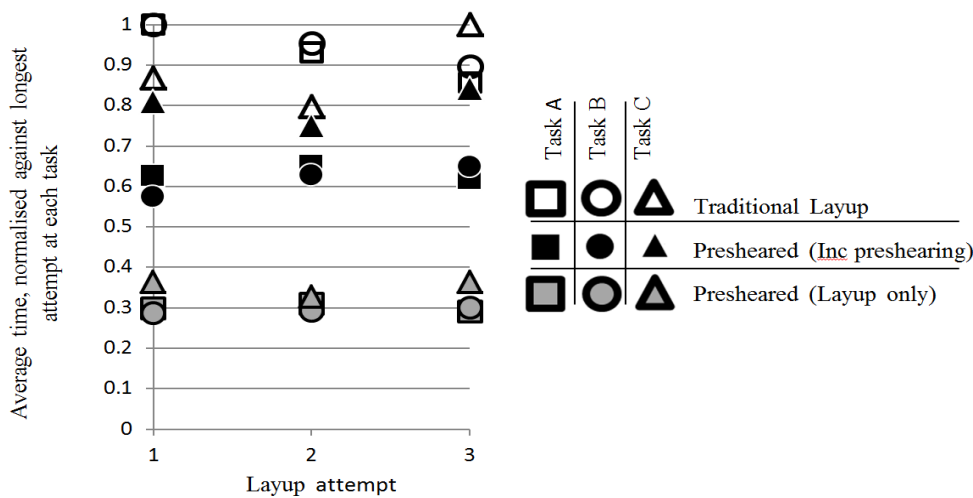 Average time, normalised against longest
attempt at each task
1
0.9
0.8
0.7
0.6
0.5
0.4
0.3
0.2
0.1
0
1 2 3
Layup attempt
Task A
Task B
Task C
Traditional Layup
Presheared (Inc preshearing)
Presheared (Layup only)